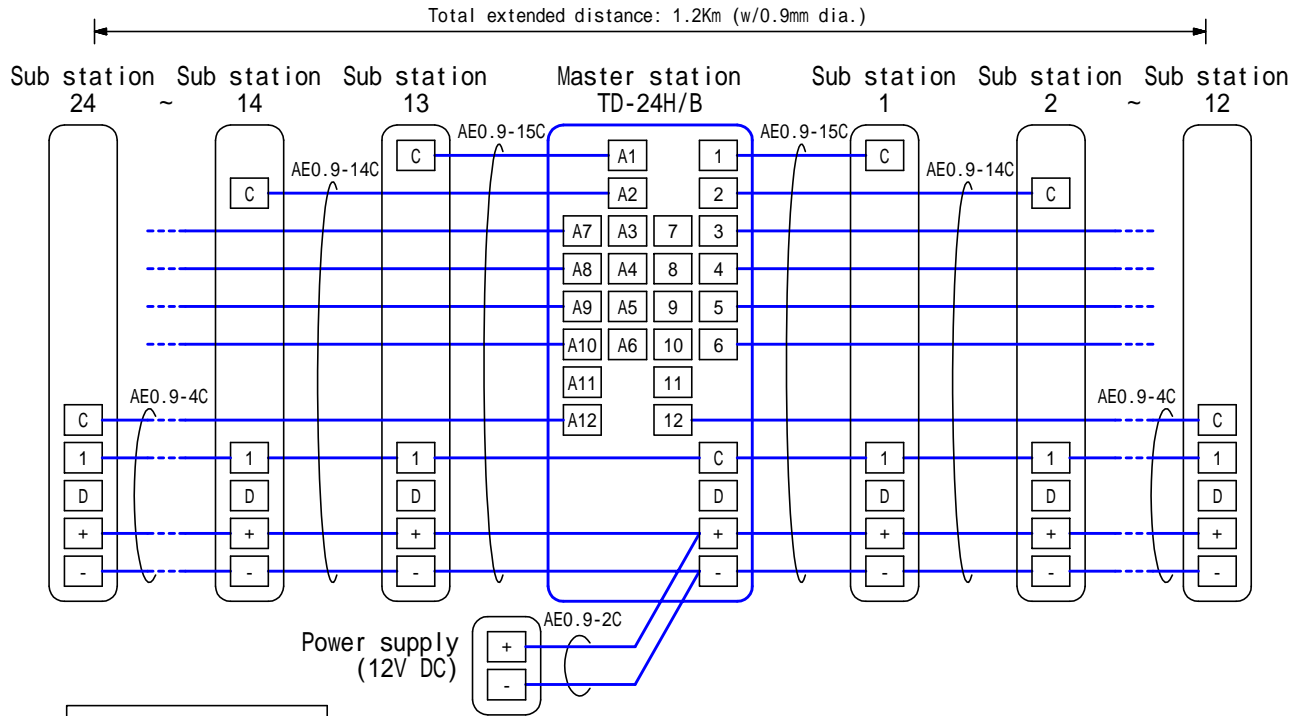 Total extended distance: 1.2Km (w/0.9mm dia.)
Sub station Sub station Sub station Master station Sub station Sub station Sub station
24 ~ 14 13 TD-24H/B 1 2 ~ 12
AE0.9-15C AE0.9-15C
C A1 1 C
AE0.9-14C AE0.9-14C
C A2 2 C
A7 A3 7 3
A8 A4 8 4
A9 A5 9 5
A10 A6 10 6
A11 11
AE0.9-4C AE0.9-4C
C A12 12 C
1 1 1 C 1 1 1
D D D D D D D
+ + + + + + +
- - - - - - -
AE0.9-2C
Power supply +
(12V DC) -